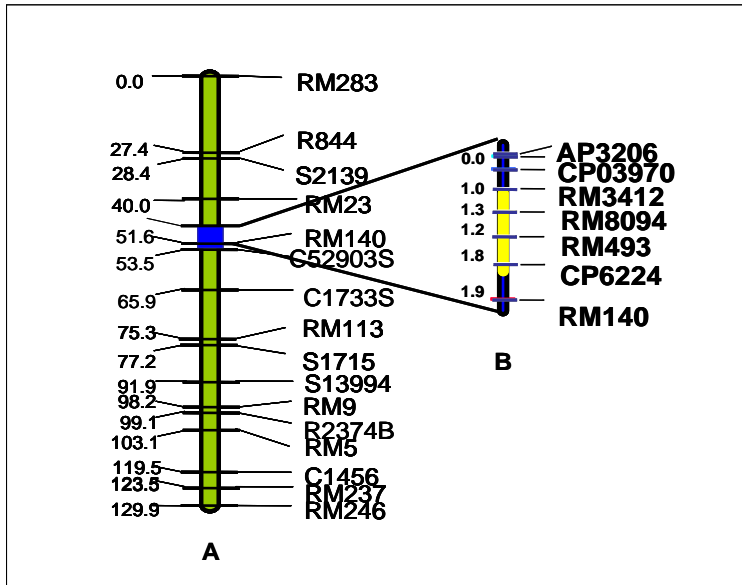 0.0 RM283
27.4 R844
28.4 S2139
40.0 RM23
51.6 RM140
53.5 C52903S
65.9 C1733S
75.3 RM113
77.2 S1715
91.9 S13994
98.2 RM9
99.1 R2374B
103.1 RM5
119.5 C1456
123.5 RM237
129.9 RM246
A
0.0 AP3206
CP03970
1.0 RM3412
1.3 RM8094
1.2 RM493
1.8 CP6224
1.9 RM140
B